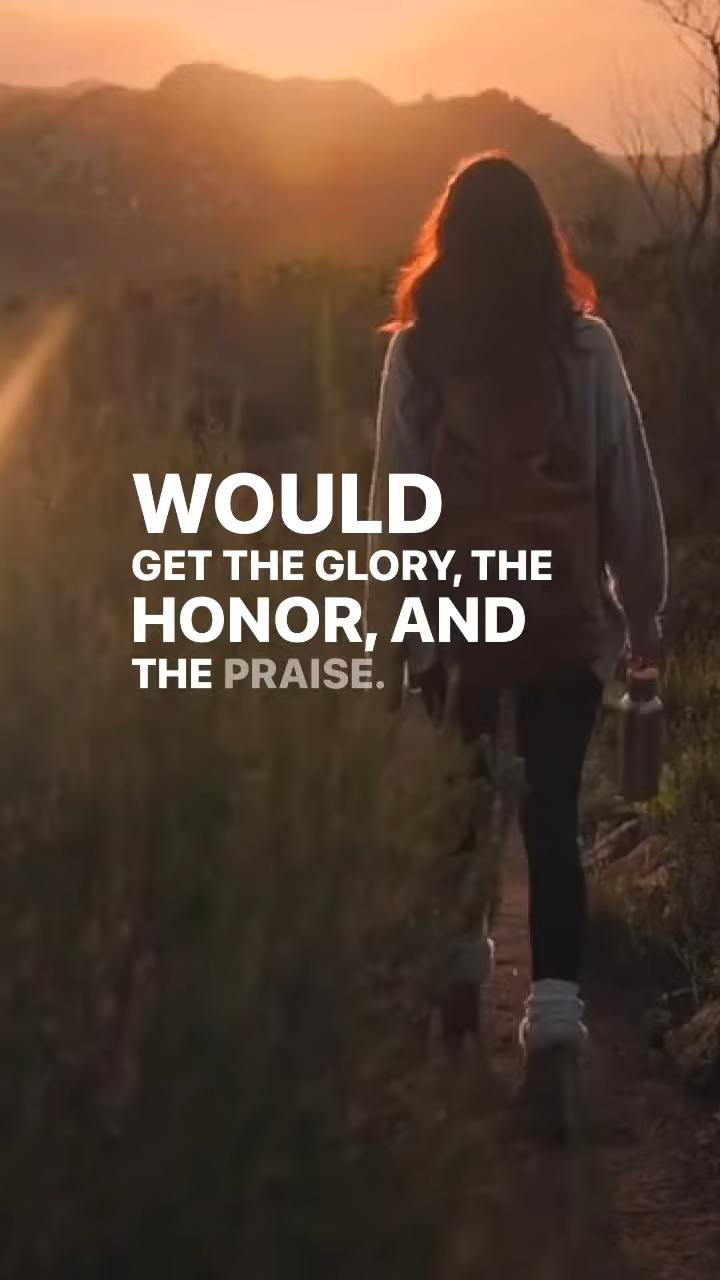 WOULD
GET THE GLORY, THE
HONOR, AND
THE PRAISE.